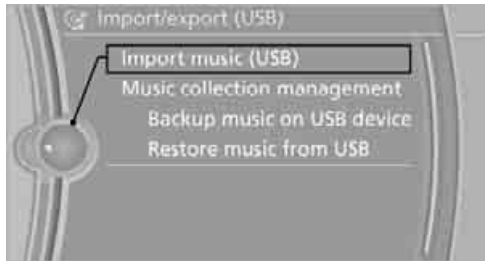 Import/export (USB)
Import music (USB)
Music collection management
Backup music on USB device
Restore music from USB